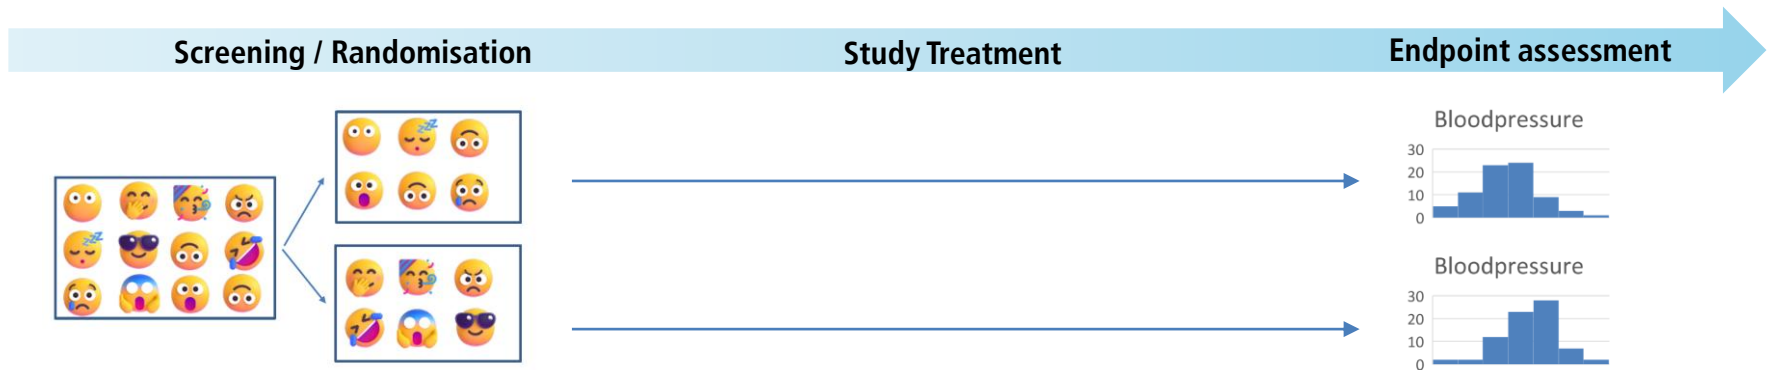 Screening / Randomisation
Study Treatment
Endpoint assessment
Bloodpressure
30
20
10
0
Bloodpressure
30
20
10
0